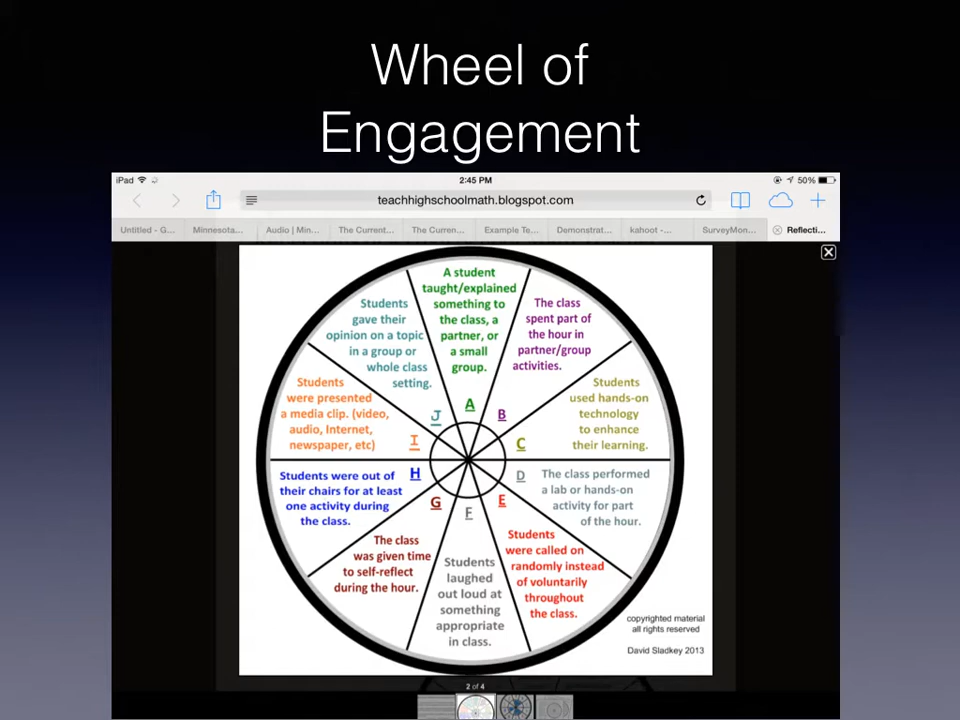 Wheel of
Engagement
iPad
2:45 PM
50%
teachhighschoolmath.blogspot.com
Untitled - G...
Minnesota...
Audio | Min...
The Current...
The Curren...
Example Te...
Demonstrat...
kahoot -...
SurveyMon...
Reflecti...
A student
taught/explained
something to
the class, a
partner, or
a small
group.
A
The class
spent part of
the hour in
partner/group
activities.
B
Students
used hands-on
technology
to enhance
their learning.
C
The class performed
a lab or hands-on
activity for part
of the hour.
D
Students
were called on
randomly instead
of voluntarily
throughout
the class.
E
Students
laughed
out loud at
something
appropriate
in class.
F
The class
was given time
to self-reflect
during the hour.
G
Students were out of
their chairs for at least
one activity during
the class.
H
Students
were presented
a media clip. (video,
audio, Internet,
newspaper, etc)
I
Students
gave their
opinion on a topic
in a group or
whole class
setting.
J
copyrighted material
all rights reserved
David Sladkey 2013
2 of 4